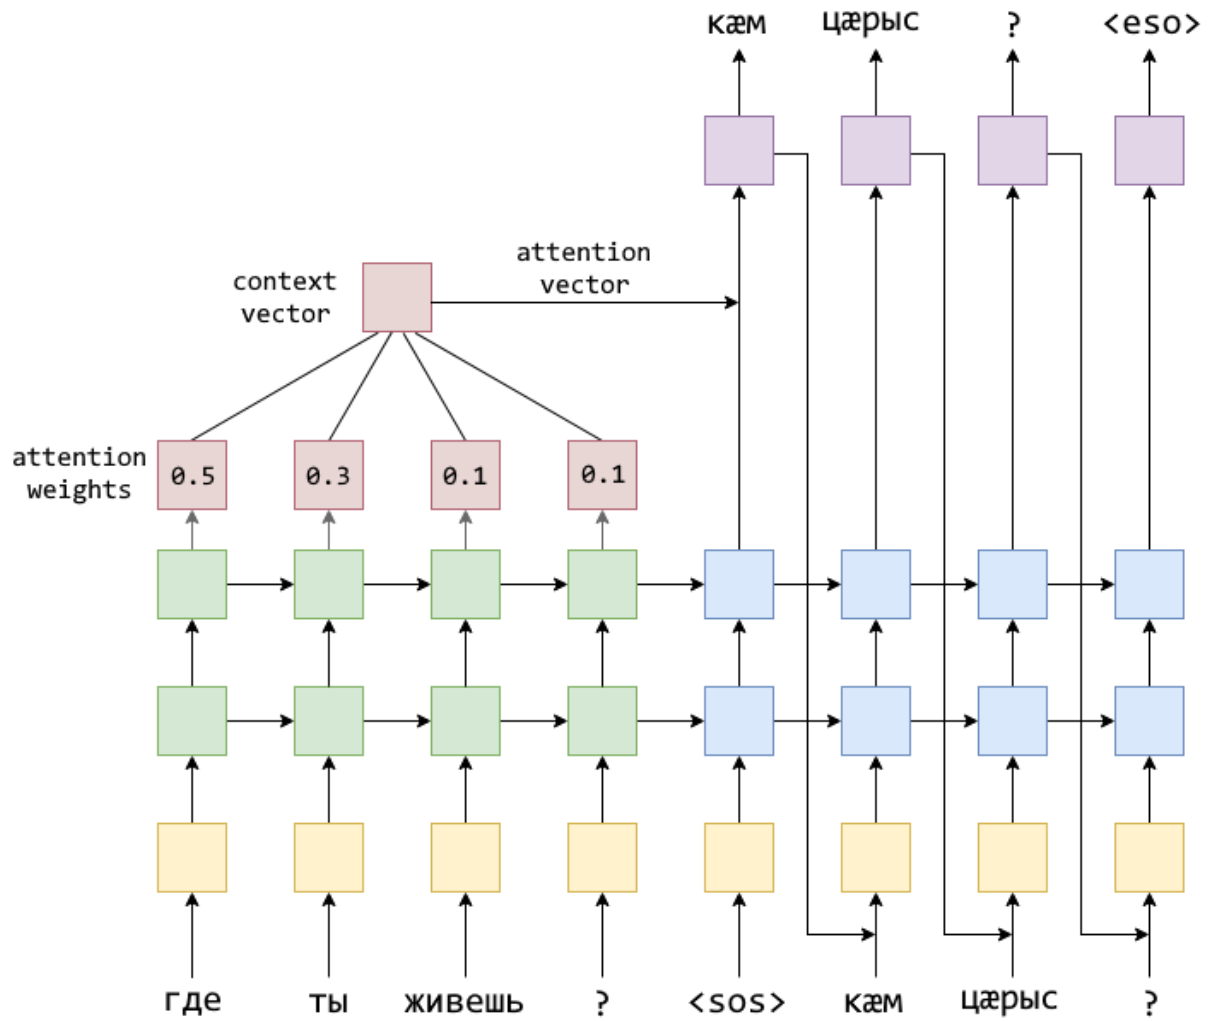 кæм цæрыс ? <eso>
attention
vector
context
vector
attention
weights
0.5 0.3 0.1 0.1
где ты живешь ? <sos> кæм цæрыс ?